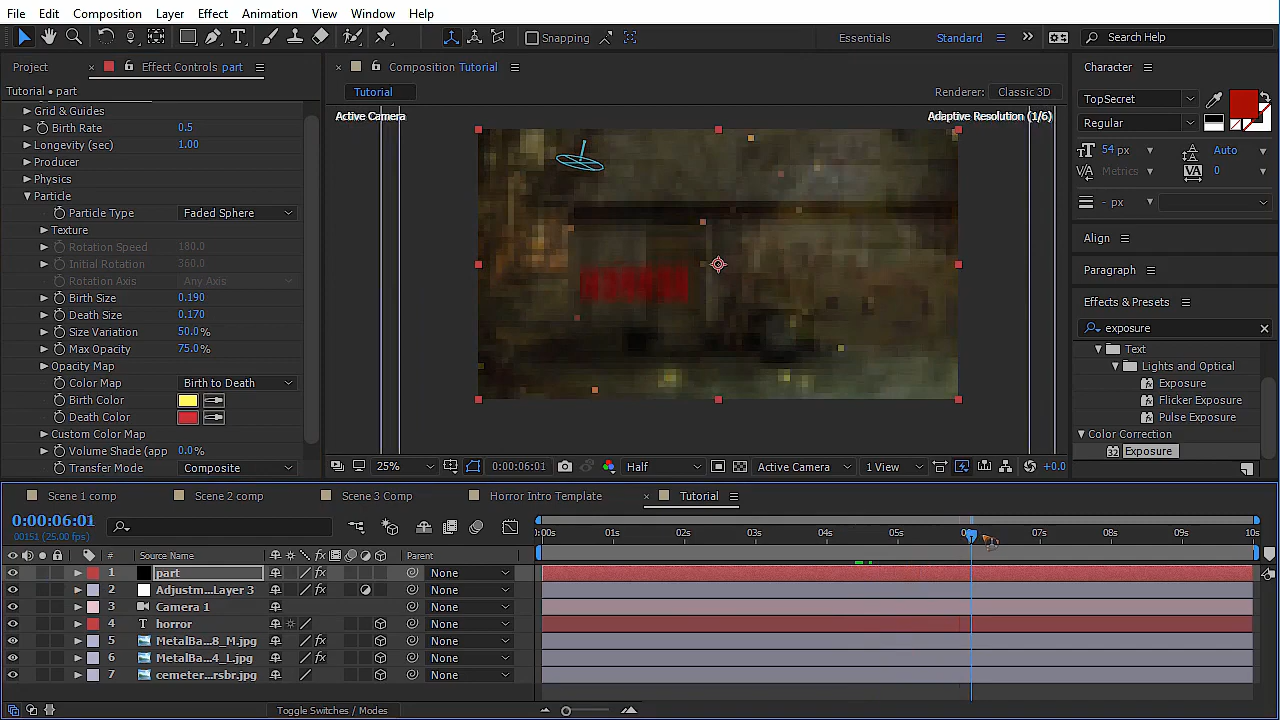 File Edit Composition Layer Effect Animation View Window Help
Snapping
Essentials Standard Search Help
Project Effect Controls part
Tutorial • part
Grid & Guides
Birth Rate 0.5
Longevity (sec) 1.00
Producer
Physics
Particle
Particle Type Faded Sphere
Texture
Rotation Speed 180.0
Initial Rotation 360.0
Rotation Axis Any Axis
Birth Size 0.190
Death Size 0.170
Size Variation 50.0%
Max Opacity 75.0%
Opacity Map
Color Map Birth to Death
Birth Color
Death Color
Custom Color Map
Volume Shade (app 0.0%
Transfer Mode Composite
Composition Tutorial
Tutorial
Renderer: Classic 3D
Active Camera
Adaptive Resolution (1/6)
HORROR
25% 0:00:06:01 Half Active Camera 1 View +0.0
Character
TopSecret
Regular
54 px Auto
Metrics 0
- px
Align
Paragraph
Effects & Presets
exposure
Text
Lights and Optical
Exposure
Flicker Exposure
Pulse Exposure
Color Correction
Exposure
Scene 1 comp Scene 2 comp Scene 3 Comp Horror Intro Template Tutorial
0:00:06:01
00151 (25.00 fps)
:00s 01s 02s 03s 04s 05s 07s 08s 09s 10s
# Source Name Parent
1 part None
2 Adjustm...Layer 3 None
3 Camera 1 None
4 T horror None
5 MetalBa...8_M.jpg None
6 MetalBa...4_L.jpg None
7 cemeter...rsbr.jpg None
Toggle Switches / Modes